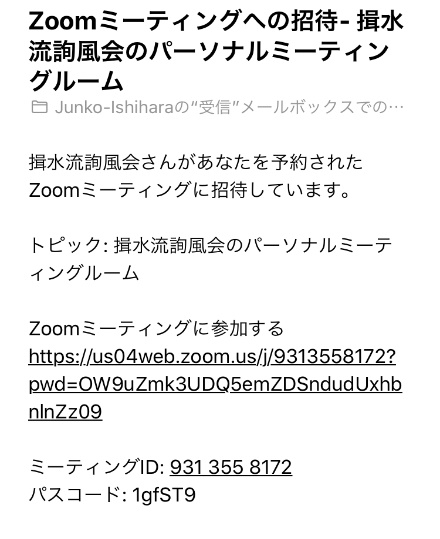 Zoomミーティングへの招待- 揖水
流詢風会のパーソナルミーティン
グルーム
Junko-Ishiharaの“受信”メールボックスでの…
揖水流詢風会さんがあなたを予約された
Zoomミーティングに招待しています。
トピック: 揖水流詢風会のパーソナルミーテ
ィングルーム
Zoomミーティングに参加する
https://us04web.zoom.us/j/9313558172?
pwd=OW9uZmk3UDQ5emZDSndudUxhb
nlnZz09
ミーティングID: 931 355 8172
パスコード: 1gfST9